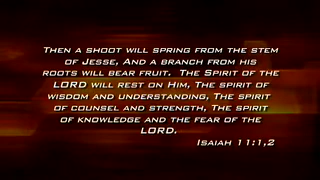 Then a shoot will spring from the stem
of Jesse, And a branch from his
roots will bear fruit. The Spirit of the
LORD will rest on Him, The spirit of
wisdom and understanding, The spirit
of counsel and strength, The spirit
of knowledge and the fear of the
LORD.
Isaiah 11:1,2